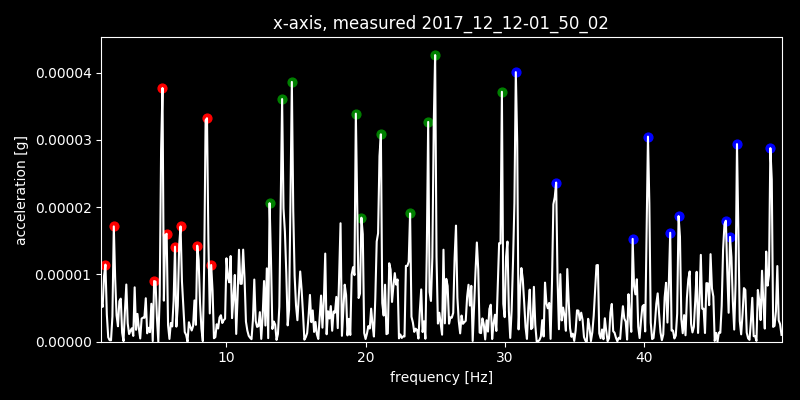 x-axis, measured 2017_12_12-01_50_02
acceleration [g]
0.00004
0.00003
0.00002
0.00001
0.00000
10 20 30 40
frequency [Hz]